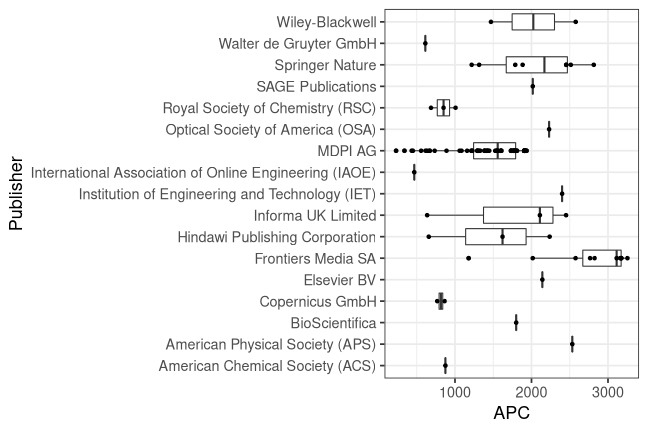 Wiley-Blackwell
Walter de Gruyter GmbH
Springer Nature
SAGE Publications
Royal Society of Chemistry (RSC)
Optical Society of America (OSA)
MDPI AG
International Association of Online Engineering (IAOE)
Institution of Engineering and Technology (IET)
Informa UK Limited
Hindawi Publishing Corporation
Frontiers Media SA
Elsevier BV
Copernicus GmbH
BioScientifica
American Physical Society (APS)
American Chemical Society (ACS)
Publisher
1000 2000 3000
APC